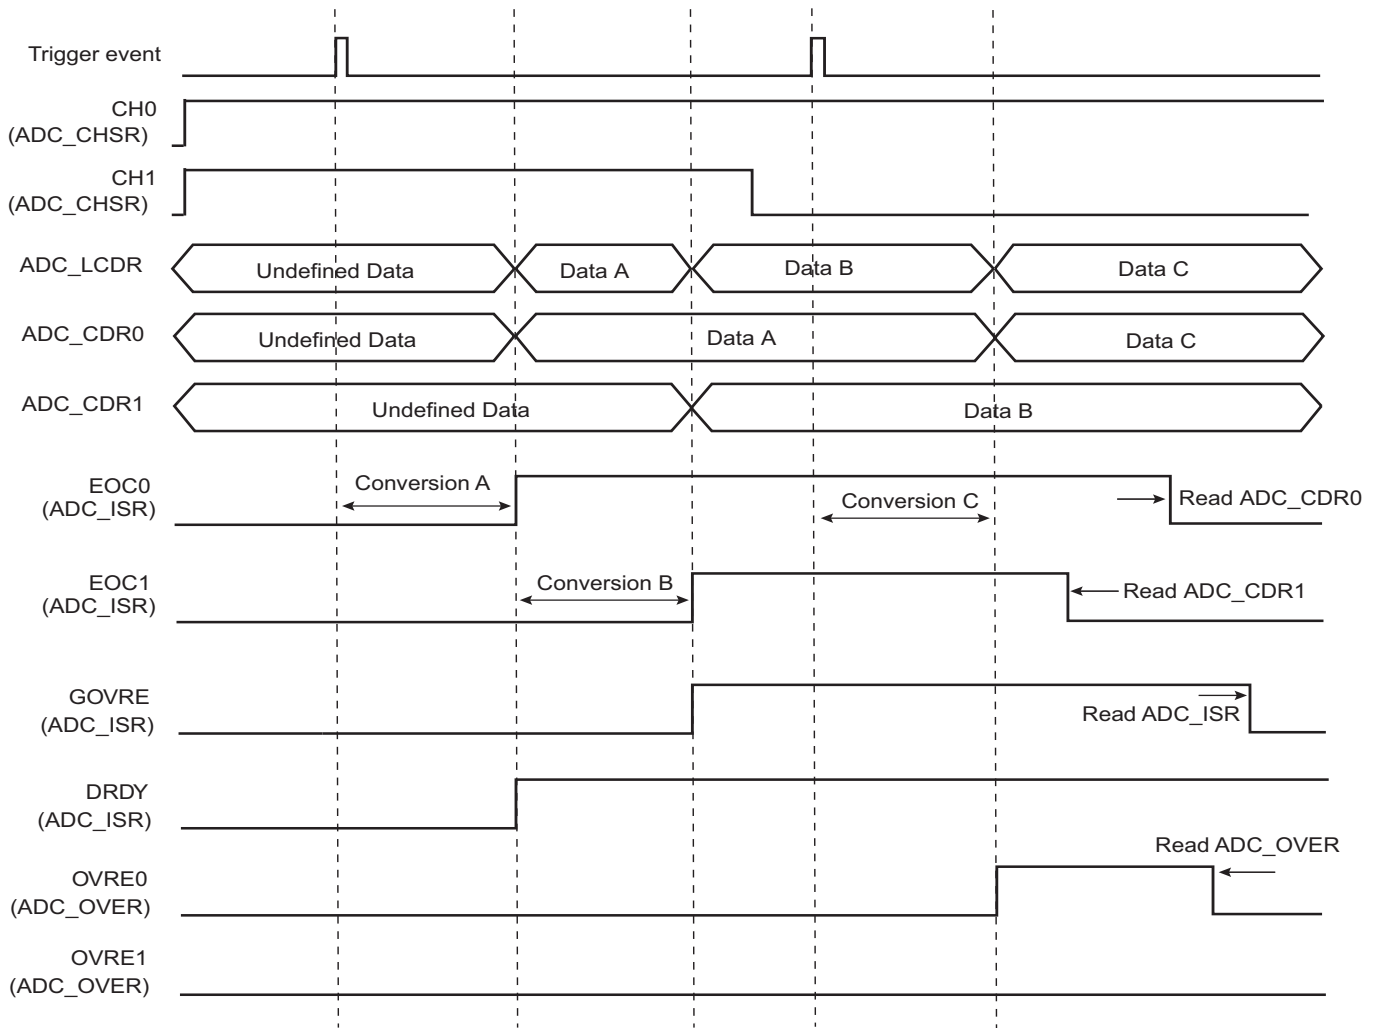 Trigger event
CH0
(ADC_CHSR)
CH1
(ADC_CHSR)
ADC_LCDR
Undefined Data
Data A
Data B
Data C
ADC_CDR0
Undefined Data
Data A
Data C
ADC_CDR1
Undefined Data
Data B
EOC0
(ADC_ISR)
Conversion A
Conversion C
Read ADC_CDR0
EOC1
(ADC_ISR)
Conversion B
Read ADC_CDR1
GOVRE
(ADC_ISR)
Read ADC_ISR
DRDY
(ADC_ISR)
Read ADC_OVER
OVRE0
(ADC_OVER)
OVRE1
(ADC_OVER)